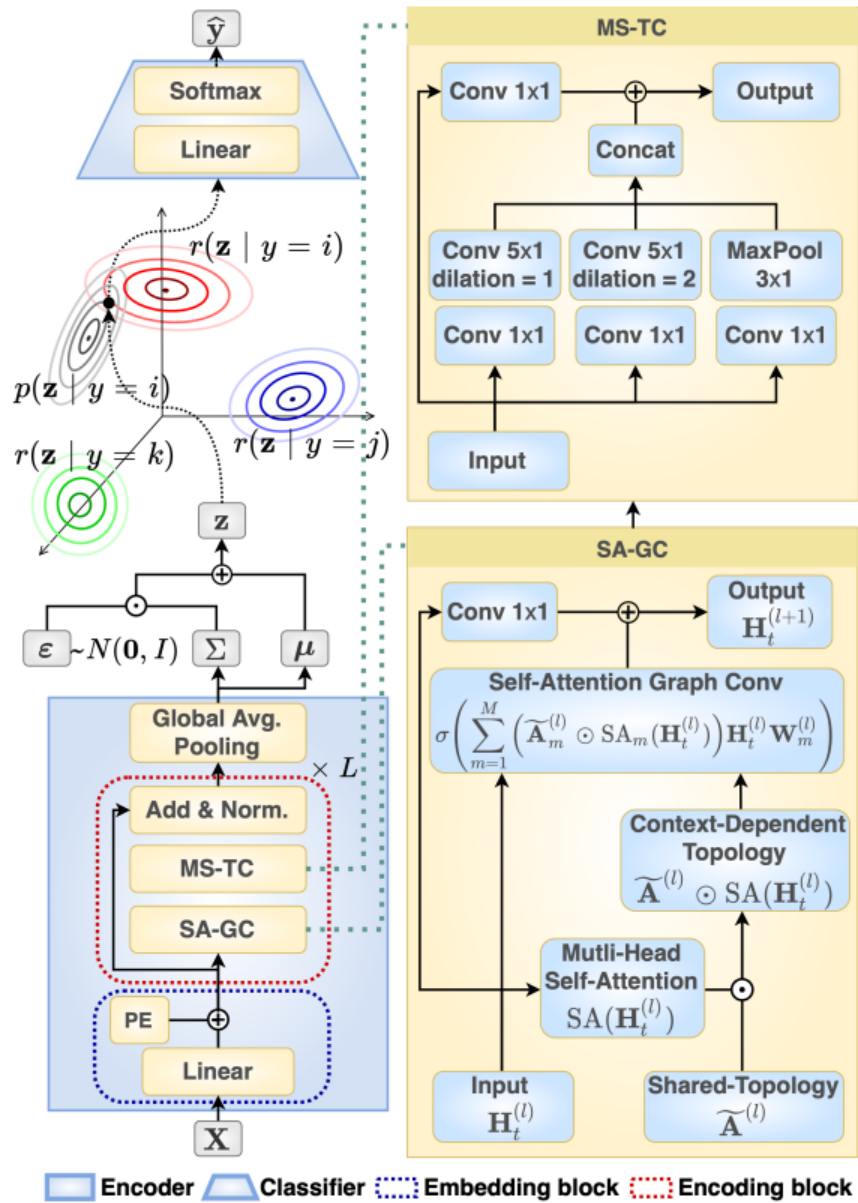 ŷ
Softmax
Linear
r(z | y = i)
p(z | y = i)
r(z | y = j)
r(z | y = k)
z
ε ~N(0, I) Σ μ
Global Avg.
Pooling
× L
Add & Norm.
MS-TC
SA-GC
PE
Linear
X
MS-TC
Conv 1x1
Output
Concat
Conv 5x1
dilation = 1
Conv 5x1
dilation = 2
MaxPool
3x1
Conv 1x1
Conv 1x1
Conv 1x1
Input
SA-GC
Conv 1x1
Output
H_t^{(l+1)}
Self-Attention Graph Conv
σ(∑_{m=1}^{M} (Ã_m^{(l)} ⊙ SA_m(H_t^{(l)})) H_t^{(l)} W_m^{(l)})
Context-Dependent
Topology
Ã^{(l)} ⊙ SA(H_t^{(l)})
Mutli-Head
Self-Attention
SA(H_t^{(l)})
Input
H_t^{(l)}
Shared-Topology
Ã^{(l)}
Encoder Classifier Embedding block Encoding block